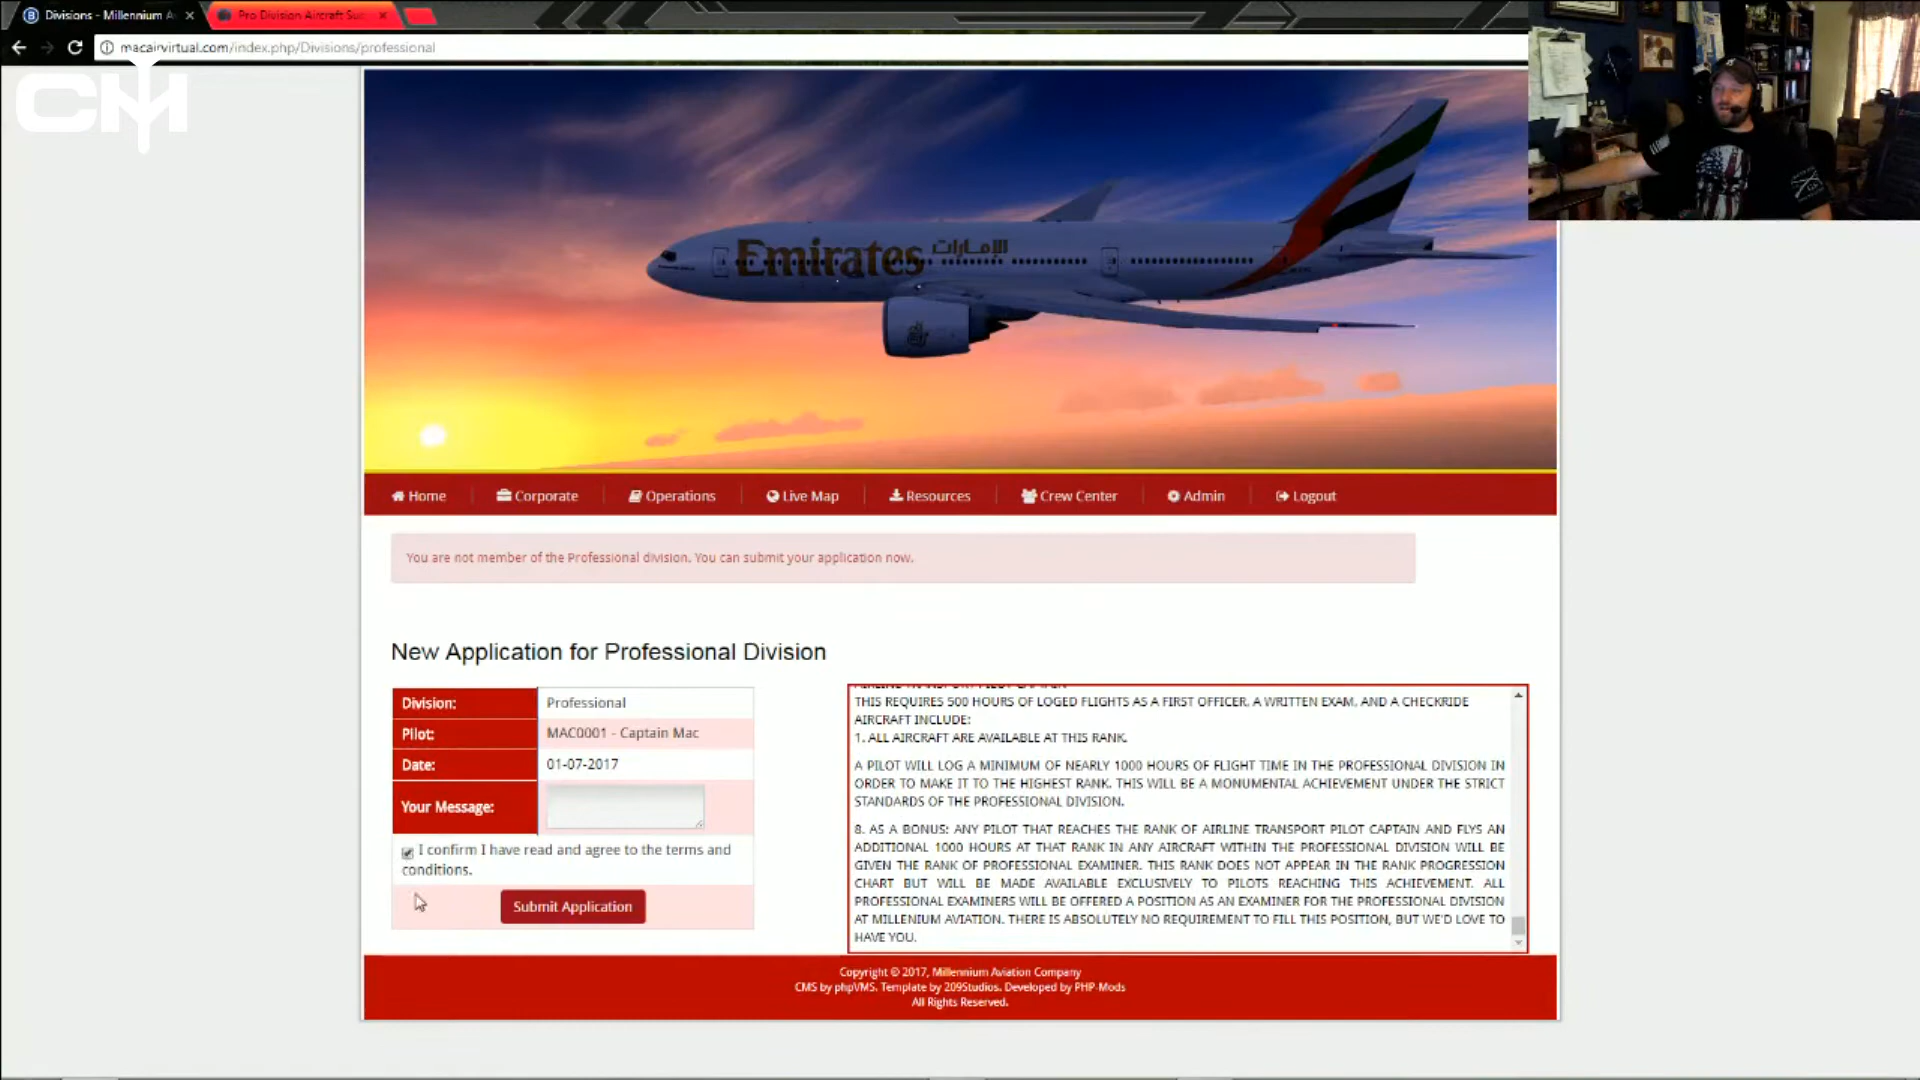 Divisions - Millennium A
Pro Division Aircraft Su
macairvirtual.com/index.php/Divisions/professional
CM
Emirates الإمارات
Home
Corporate
Operations
Live Map
Resources
Crew Center
Admin
Logout
You are not member of the Professional division. You can submit your application now.
New Application for Professional Division
Division: Professional
Pilot: MAC0001 - Captain Mac
Date: 01-07-2017
Your Message:
I confirm I have read and agree to the terms and
conditions.
Submit Application
AIRLINE TRANSPORT PILOT CAPTAIN
THIS REQUIRES 500 HOURS OF LOGED FLIGHTS AS A FIRST OFFICER, A WRITTEN EXAM, AND A CHECKRIDE
AIRCRAFT INCLUDE:
1. ALL AIRCRAFT ARE AVAILABLE AT THIS RANK.
A PILOT WILL LOG A MINIMUM OF NEARLY 1000 HOURS OF FLIGHT TIME IN THE PROFESSIONAL DIVISION IN
ORDER TO MAKE IT TO THE HIGHEST RANK. THIS WILL BE A MONUMENTAL ACHIEVEMENT UNDER THE STRICT
STANDARDS OF THE PROFESSIONAL DIVISION.
8. AS A BONUS: ANY PILOT THAT REACHES THE RANK OF AIRLINE TRANSPORT PILOT CAPTAIN AND FLYS AN
ADDITIONAL 1000 HOURS AT THAT RANK IN ANY AIRCRAFT WITHIN THE PROFESSIONAL DIVISION WILL BE
GIVEN THE RANK OF PROFESSIONAL EXAMINER. THIS RANK DOES NOT APPEAR IN THE RANK PROGRESSION
CHART BUT WILL BE MADE AVAILABLE EXCLUSIVELY TO PILOTS REACHING THIS ACHIEVEMENT. ALL
PROFESSIONAL EXAMINERS WILL BE OFFERED A POSITION AS AN EXAMINER FOR THE PROFESSIONAL DIVISION
AT MILLENIUM AVIATION. THERE IS ABSOLUTELY NO REQUIREMENT TO FILL THIS POSITION, BUT WE'D LOVE TO
HAVE YOU.
Copyright © 2017, Millennium Aviation Company
CMS by phpVMS. Template by 209Studios. Developed by PHP-Mods
All Rights Reserved.